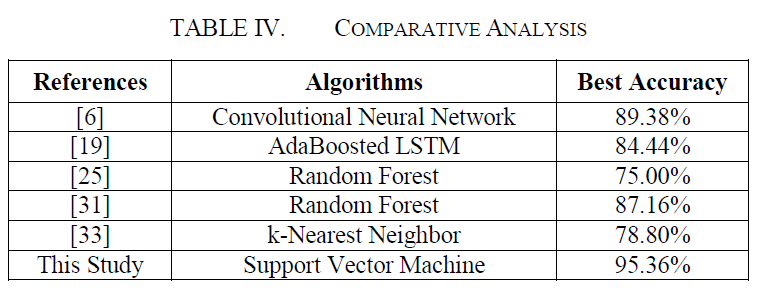 TABLE IV. COMPARATIVE ANALYSIS
References Algorithms Best Accuracy
[6] Convolutional Neural Network 89.38%
[19] AdaBoosted LSTM 84.44%
[25] Random Forest 75.00%
[31] Random Forest 87.16%
[33] k-Nearest Neighbor 78.80%
This Study Support Vector Machine 95.36%